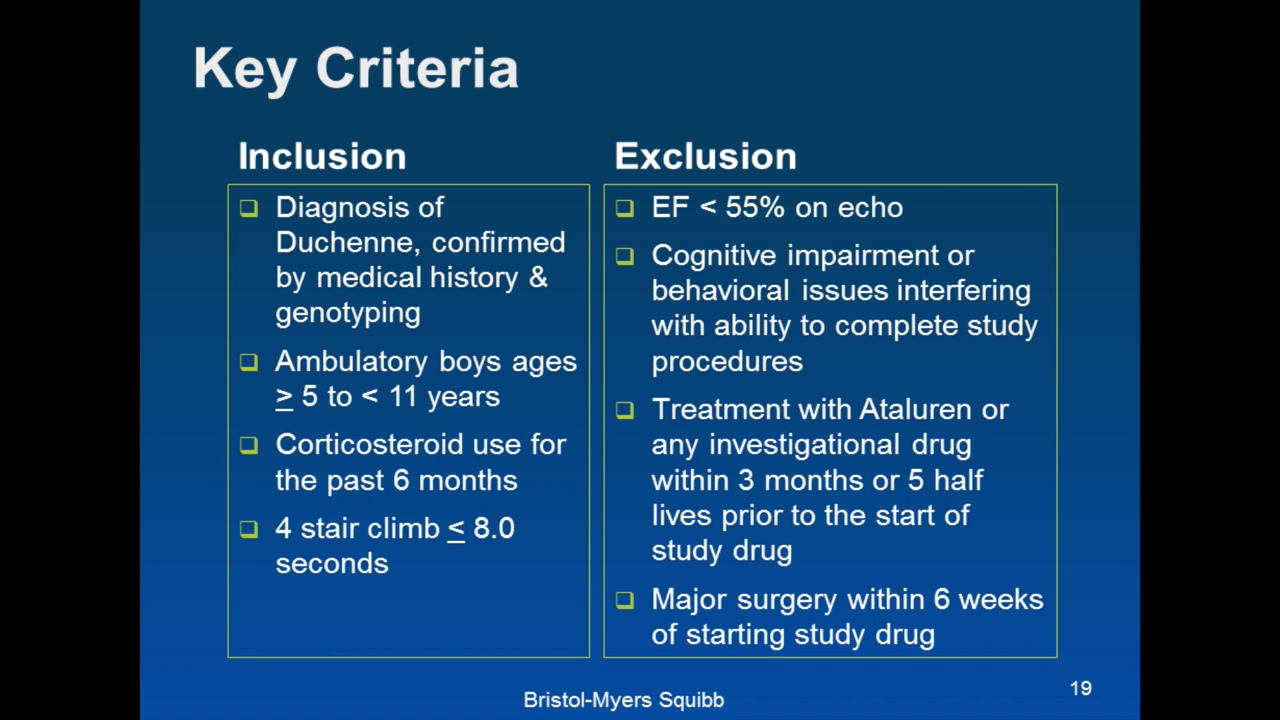 Key Criteria
Inclusion
Diagnosis of
Duchenne, confirmed
by medical history &
genotyping
Ambulatory boys ages
≥ 5 to < 11 years
Corticosteroid use for
the past 6 months
4 stair climb ≤ 8.0
seconds
Exclusion
EF < 55% on echo
Cognitive impairment or
behavioral issues interfering
with ability to complete study
procedures
Treatment with Ataluren or
any investigational drug
within 3 months or 5 half
lives prior to the start of
study drug
Major surgery within 6 weeks
of starting study drug
Bristol-Myers Squibb
19